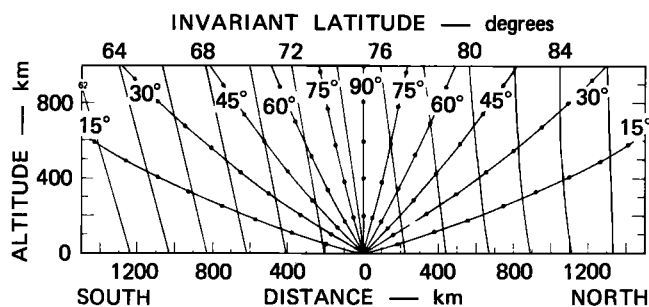 INVARIANT LATITUDE — degrees
64 68 72 76 80 84
ALTITUDE — km
800
400
0
62
15° 30° 45° 60° 75° 90° 75° 60° 45° 30° 15°
1200 800 400 0 400 800 1200
SOUTH DISTANCE — km NORTH